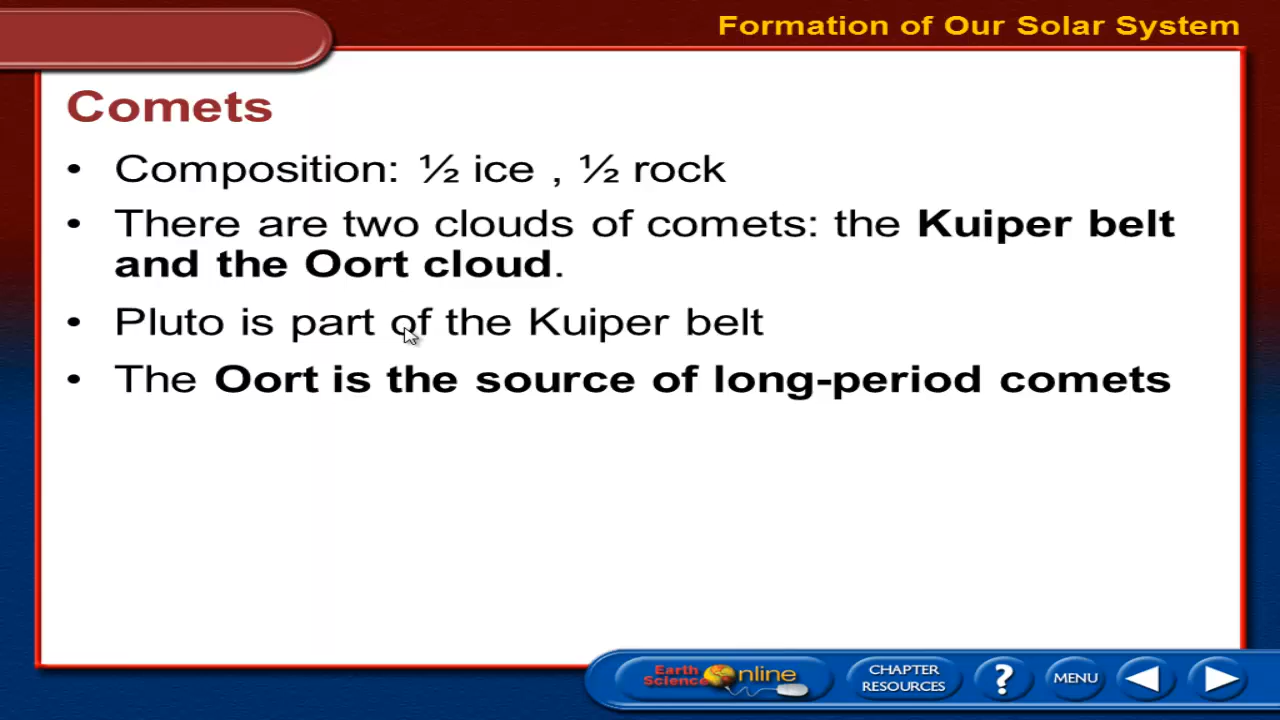 Formation of Our Solar System
Comets
• Composition: ½ ice , ½ rock
• There are two clouds of comets: the Kuiper belt
and the Oort cloud.
• Pluto is part of the Kuiper belt
• The Oort is the source of long-period comets
Earth
Science nline
CHAPTER
RESOURCES
?
MENU